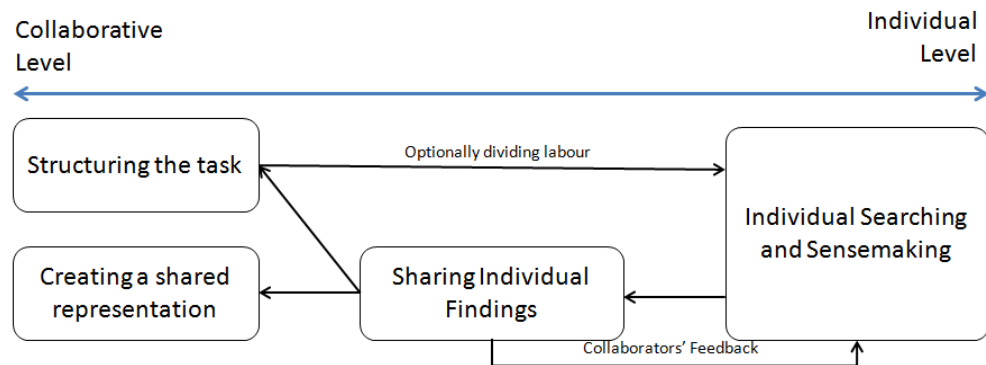 Collaborative
Level
Individual
Level
Structuring the task
Optionally dividing labour
Individual Searching
and Sensemaking
Creating a shared
representation
Sharing Individual
Findings
Collaborators' Feedback